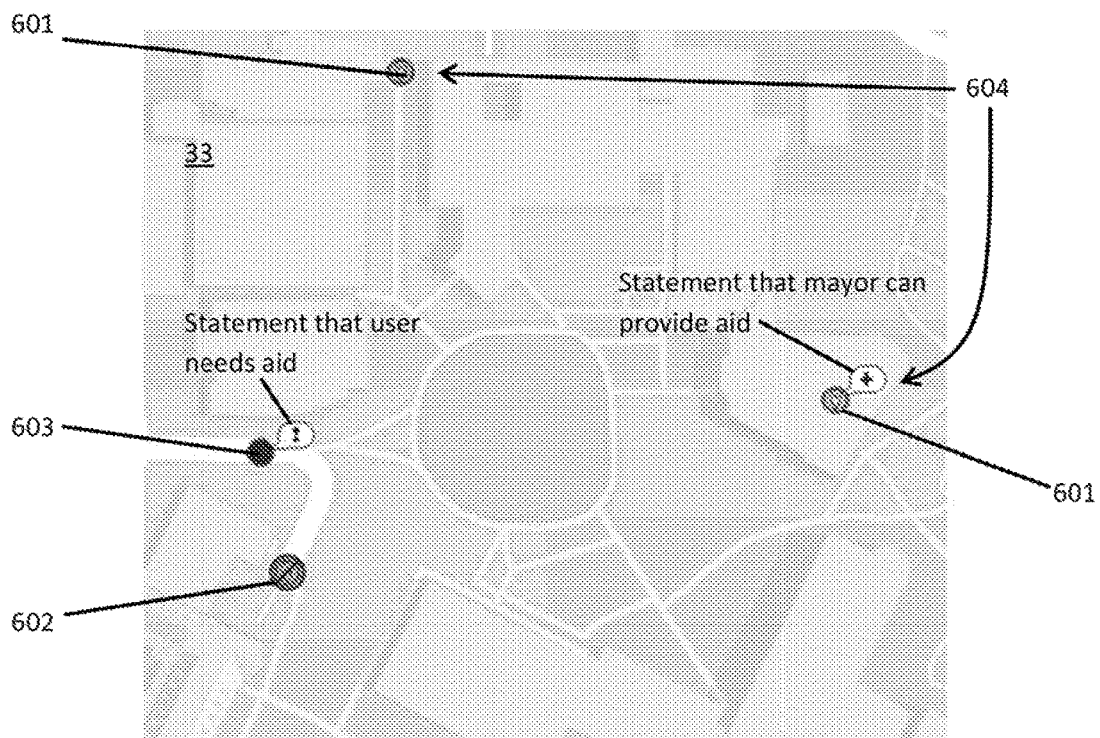 601
604
33
Statement that mayor can
provide aid
Statement that user
needs aid
!
+
603
601
602